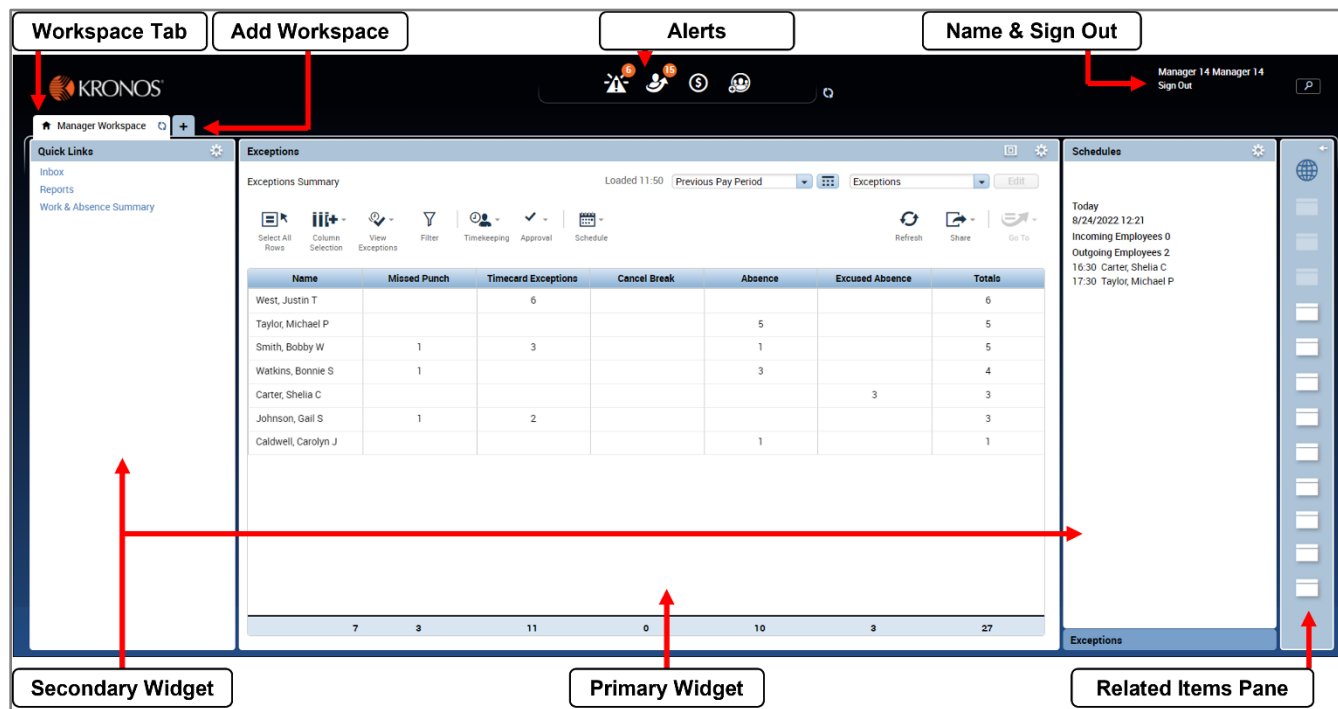 Workspace Tab Add Workspace Alerts Name & Sign Out
KRONOS
6 15
Manager 14 Manager 14
Sign Out
Manager Workspace +
Quick Links
Inbox
Reports
Work & Absence Summary
Exceptions
Exceptions Summary Loaded 11:50 Previous Pay Period Exceptions Edit
Select All Rows Column Selection View Exceptions Filter Timekeeping Approval Schedule Refresh Share Go To
Name Missed Punch Timecard Exceptions Cancel Break Absence Excused Absence Totals
West, Justin T 6 6
Taylor, Michael P 5 5
Smith, Bobby W 1 3 1 5
Watkins, Bonnie S 1 3 4
Carter, Shelia C 3 3
Johnson, Gail S 1 2 3
Caldwell, Carolyn J 1 1
7 3 11 0 10 3 27
Schedules
Today
8/24/2022 12:21
Incoming Employees 0
Outgoing Employees 2
16:30 Carter, Shelia C
17:30 Taylor, Michael P
Exceptions
Secondary Widget Primary Widget Related Items Pane